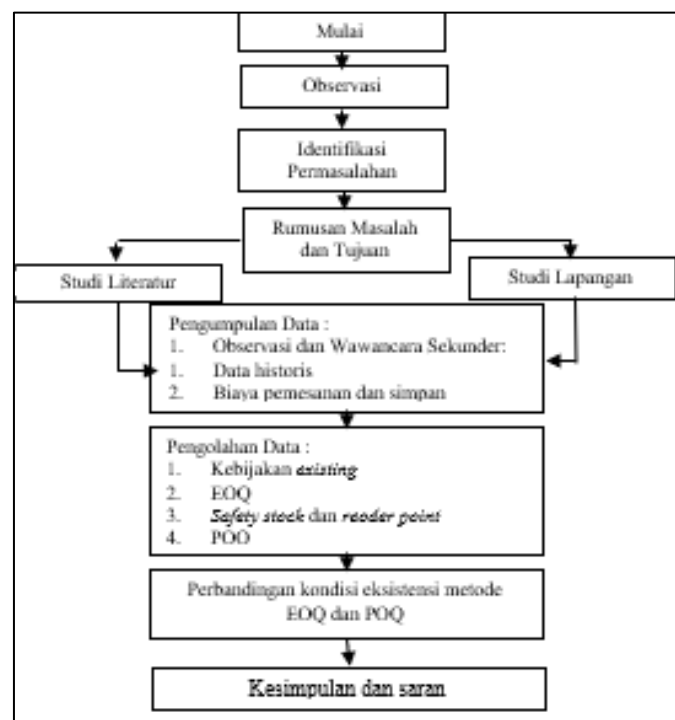 Mulai
Observasi
Identifikasi
Permasalahan
Rumusan Masalah
dan Tujuan
Studi Literatur
Studi Lapangan
Pengumpulan Data :
1. Observasi dan Wawancara Sekunder:
1. Data historis
2. Biaya pemesanan dan simpan
Pengolahan Data :
1. Kebijakan existing
2. EOQ
3. Safety stock dan reoder point
4. POQ
Perbandingan kondisi eksistensi metode
EOQ dan POQ
Kesimpulan dan saran